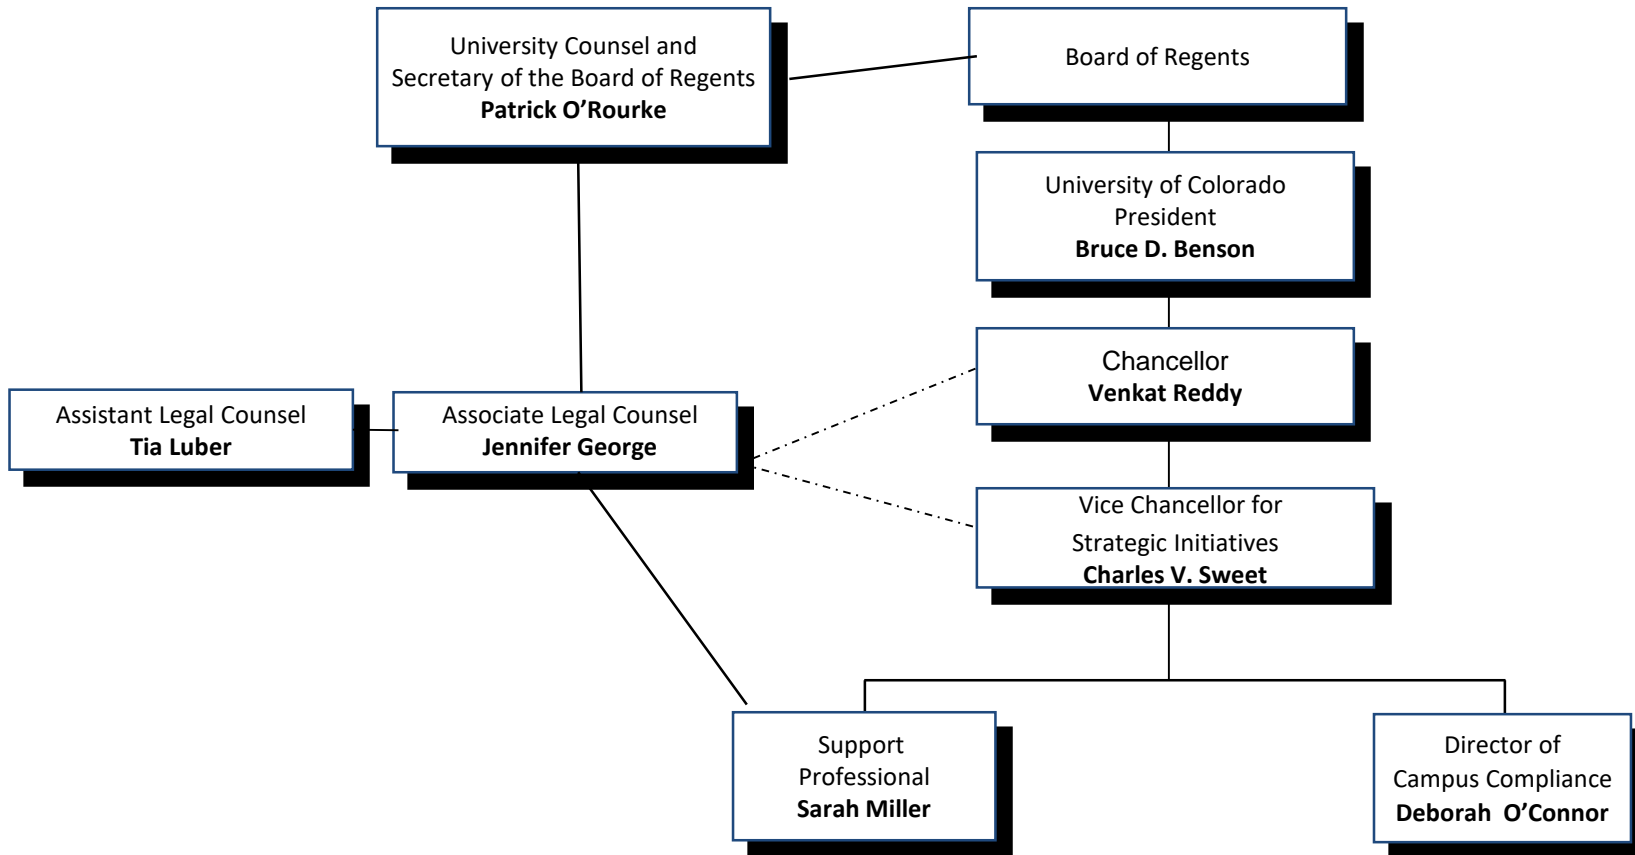 University Counsel and
Secretary of the Board of Regents
Patrick O’Rourke
Board of Regents
University of Colorado
President
Bruce D. Benson
Chancellor
Venkat Reddy
Assistant Legal Counsel
Tia Luber
Associate Legal Counsel
Jennifer George
Vice Chancellor for
Strategic Initiatives
Charles V. Sweet
Support
Professional
Sarah Miller
Director of
Campus Compliance
Deborah  O’Connor